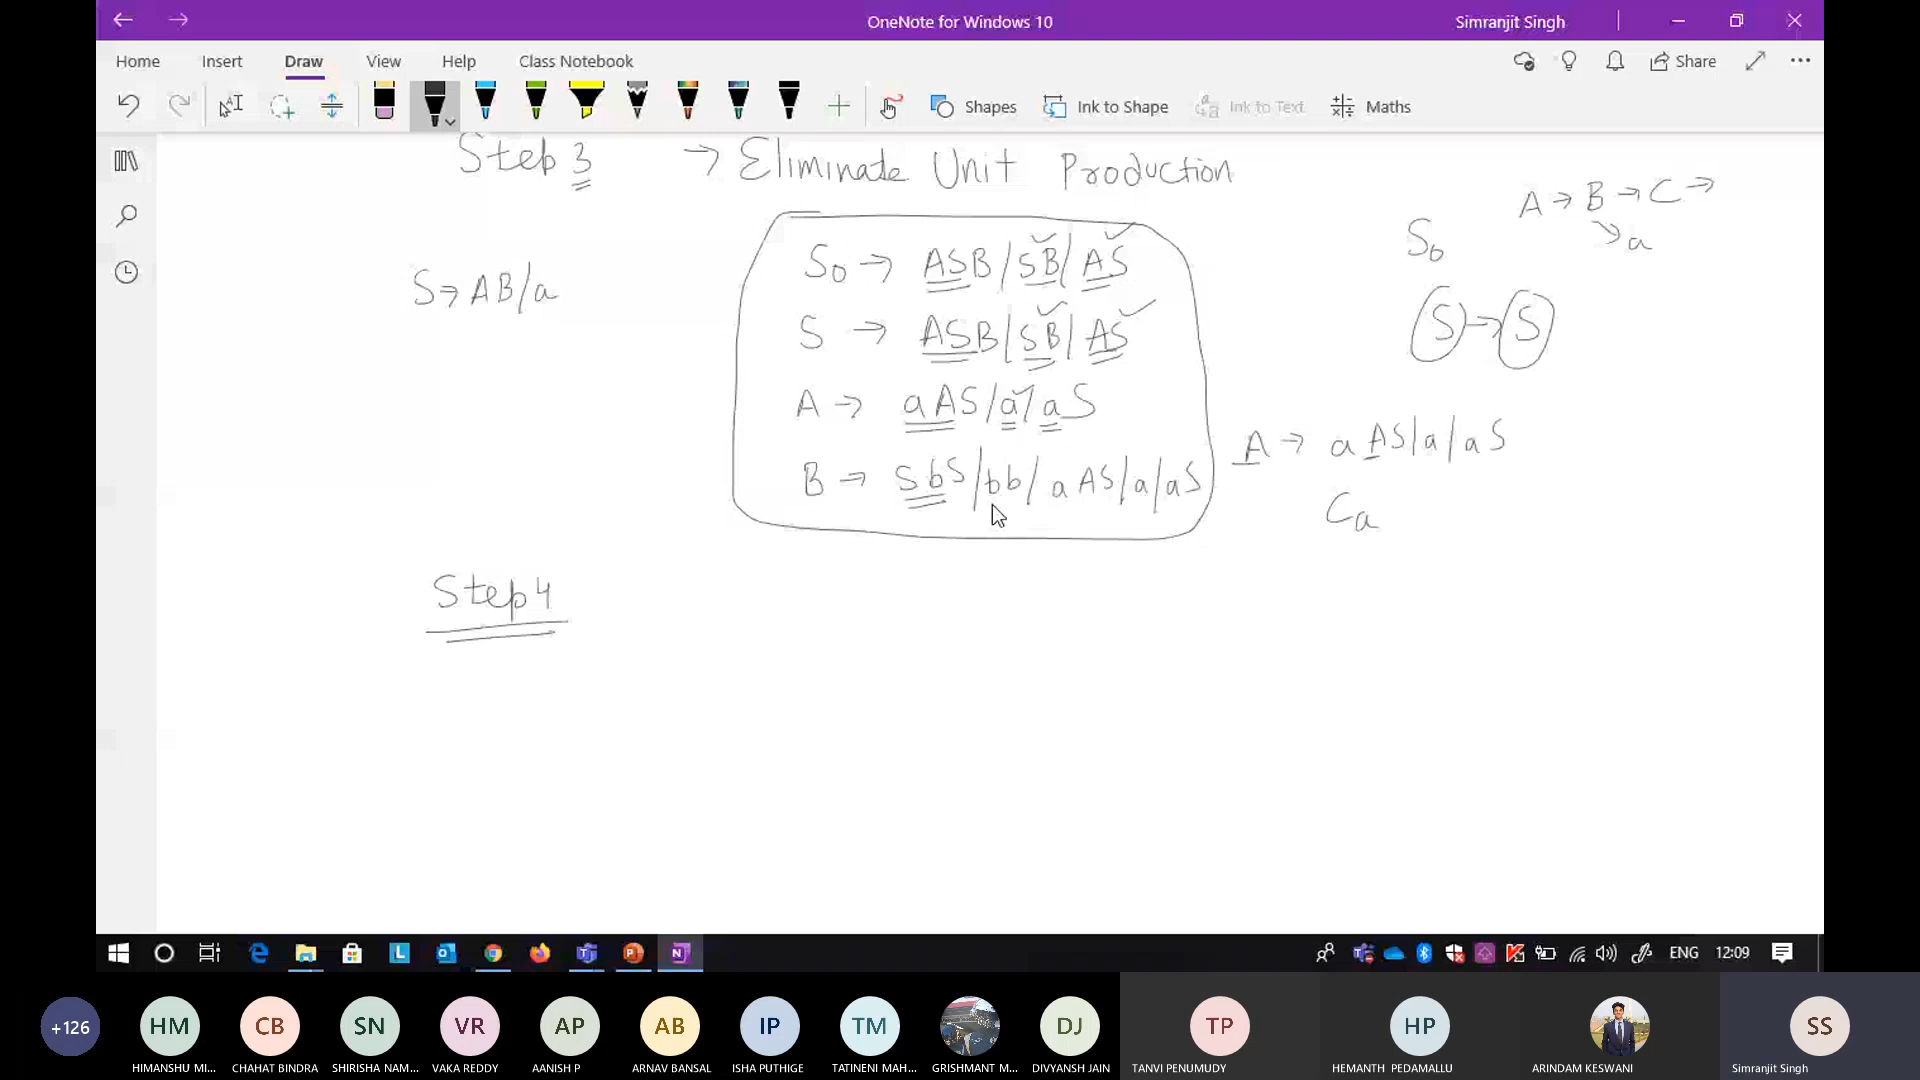 OneNote for Windows 10
Simranjit Singh
Home Insert Draw View Help Class Notebook
Share
Shapes Ink to Shape Ink to Text Maths
Step 3 → Eliminate Unit Production
A → B → C →
↘ a
S₀
S₀ → ASB/SB/AS
S → AB/a
S → S
S → ASB/SB/AS
A → aAS/a/aS
A → aAS/a/aS
B → SbS/bb/aAS/a/aS
Ca
Step 4
ENG 12:09
+126 HM CB SN VR AP AB IP TM DJ TP HP SS
HIMANSHU MI... CHAHAT BINDRA SHIRISHA NAM... VAKA REDDY AANISH P ARNAV BANSAL ISHA PUTHIGE TATINENI MAH... GRISHMANT M... DIVYANSH JAIN TANVI PENUMUDY HEMANTH PEDAMALLU ARINDAM KESWANI Simranjit Singh